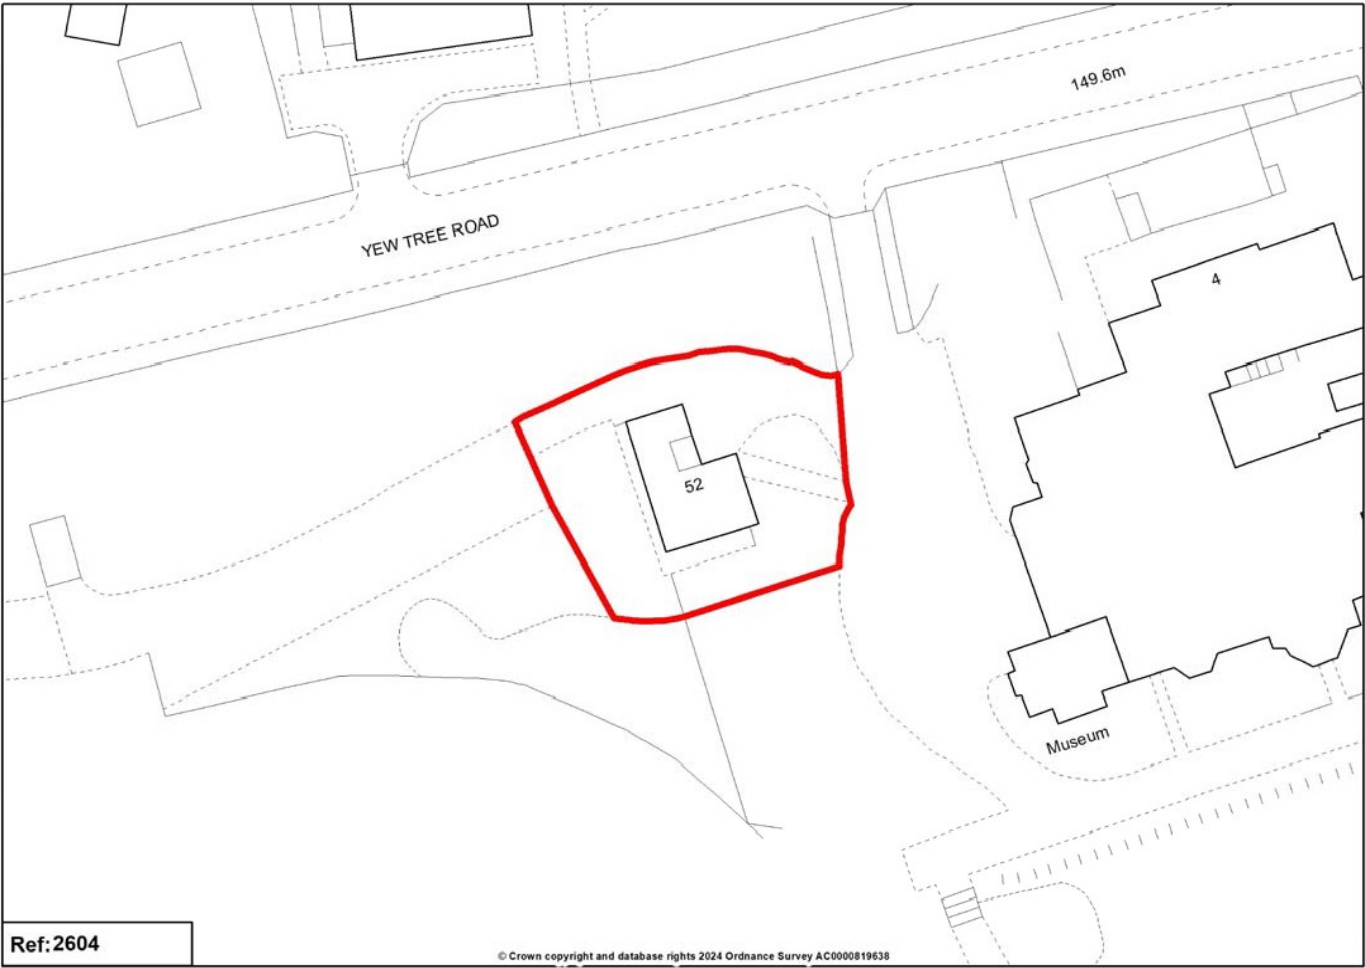 149.6m
YEW TREE ROAD
4
52
Museum
Ref:2604
© Crown copyright and database rights 2024 Ordnance Survey AC0000819638